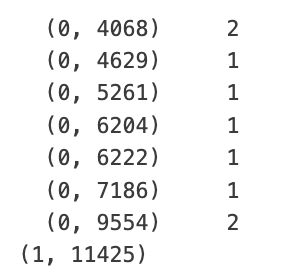 (0, 4068) 2
(0, 4629) 1
(0, 5261) 1
(0, 6204) 1
(0, 6222) 1
(0, 7186) 1
(0, 9554) 2
(1, 11425)